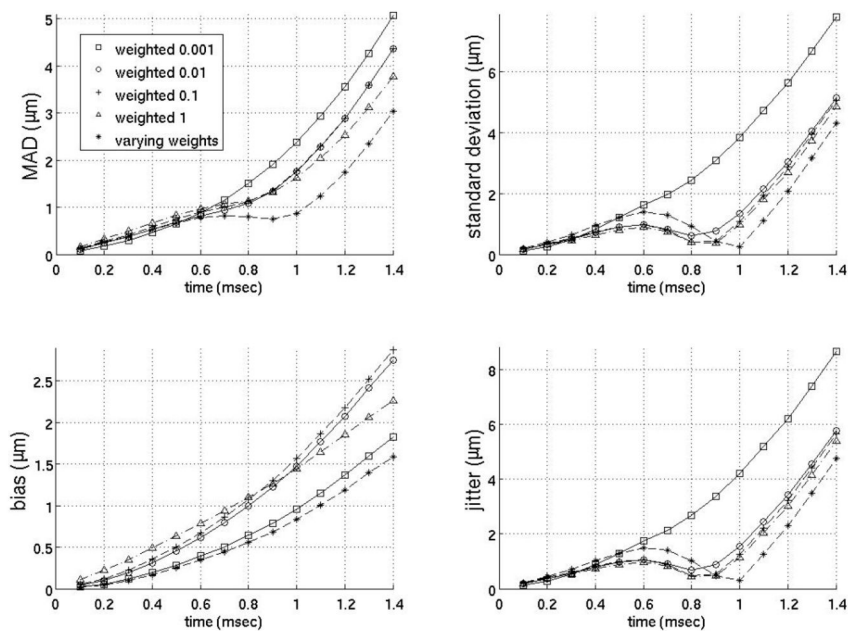 5
4
3
2
1
0
MAD (μm)
weighted 0.001
weighted 0.01
weighted 0.1
weighted 1
varying weights
0 0.2 0.4 0.6 0.8 1 1.2 1.4
time (msec)
6
4
2
0
standard deviation (μm)
0 0.2 0.4 0.6 0.8 1 1.2 1.4
time (msec)
2.5
2
1.5
1
0.5
0
bias (μm)
0 0.2 0.4 0.6 0.8 1 1.2 1.4
time (msec)
8
6
4
2
0
jitter (μm)
0 0.2 0.4 0.6 0.8 1 1.2 1.4
time (msec)